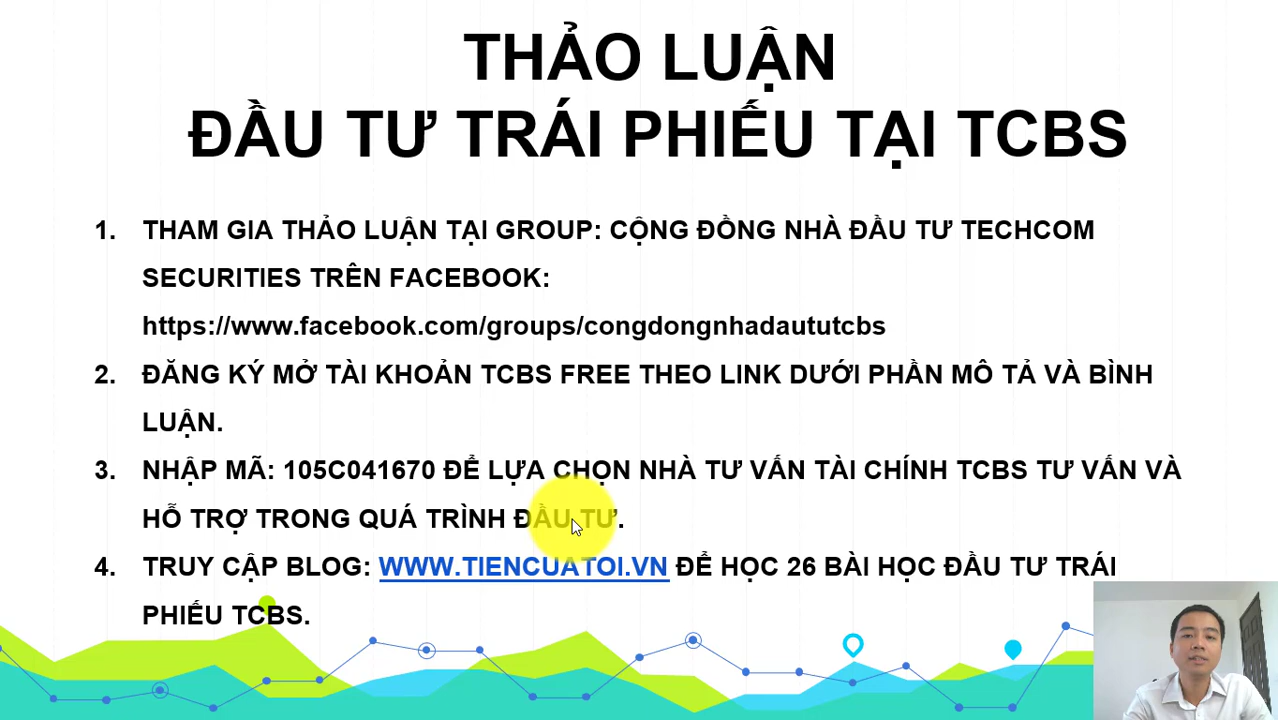 THẢO LUẬN
ĐẦU TƯ TRÁI PHIẾU TẠI TCBS
1. THAM GIA THẢO LUẬN TẠI GROUP: CỘNG ĐỒNG NHÀ ĐẦU TƯ TECHCOM
SECURITIES TRÊN FACEBOOK:
https://www.facebook.com/groups/congdongnhadaututcbs
2. ĐĂNG KÝ MỞ TÀI KHOẢN TCBS FREE THEO LINK DƯỚI PHẦN MÔ TẢ VÀ BÌNH
LUẬN.
3. NHẬP MÃ: 105C041670 ĐỂ LỰA CHỌN NHÀ TƯ VẤN TÀI CHÍNH TCBS TƯ VẤN VÀ
HỖ TRỢ TRONG QUÁ TRÌNH ĐẦU TƯ.
4. TRUY CẬP BLOG: WWW.TIENCUATOI.VN ĐỂ HỌC 26 BÀI HỌC ĐẦU TƯ TRÁI
PHIẾU TCBS.